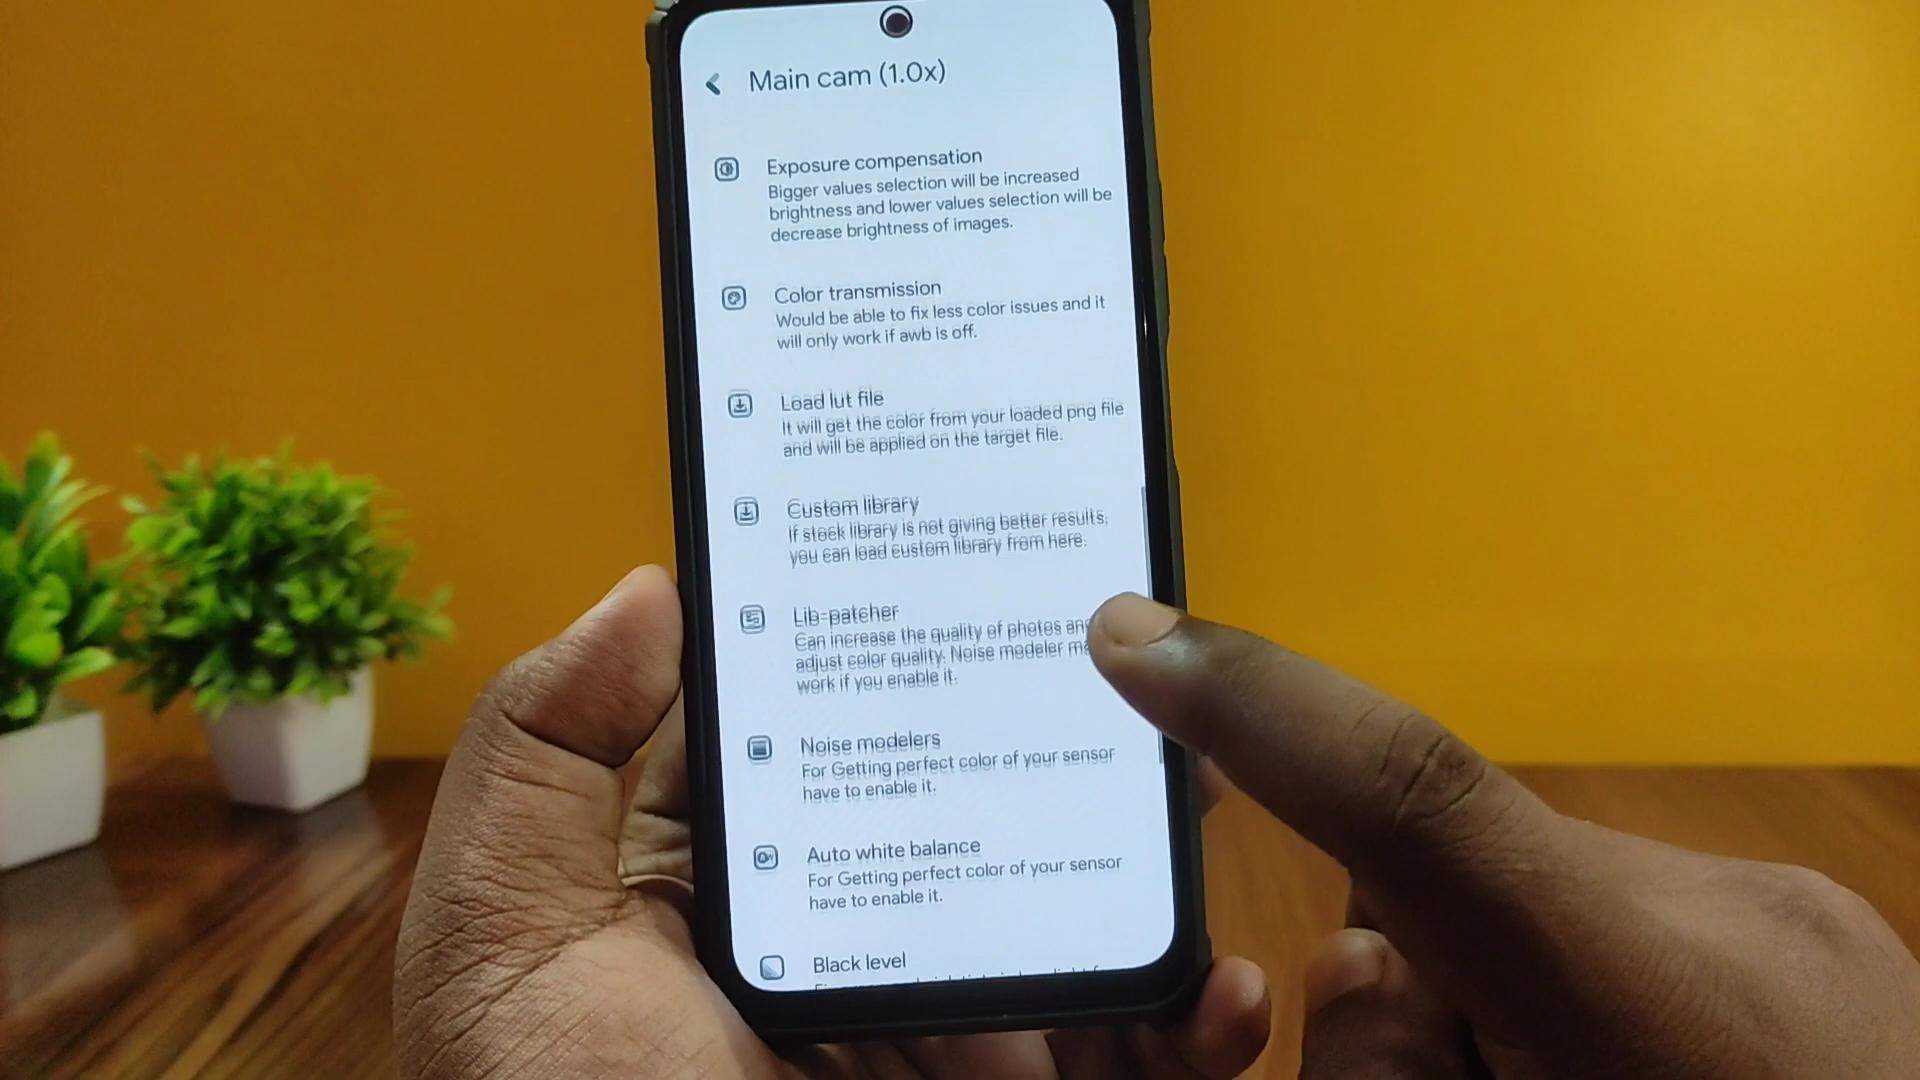 Main cam (1.0x)
Exposure compensation
Bigger values selection will be increased
brightness and lower values selection will be
decrease brightness of images.
Color transmission
Would be able to fix less color issues and it
will only work if awb is off.
Load lut file
It will get the color from your loaded png file
and will be applied on the target file.
Custom library
If stock library is not giving better results,
you can load custom library from here.
Lib-patcher
Can increase the quality of photos
adjust color quality. Noise modeler
work if you enable it.
Noise modelers
For Getting perfect color of your sensor
have to enable it.
Auto white balance
For Getting perfect color of your sensor
have to enable it.
Black level